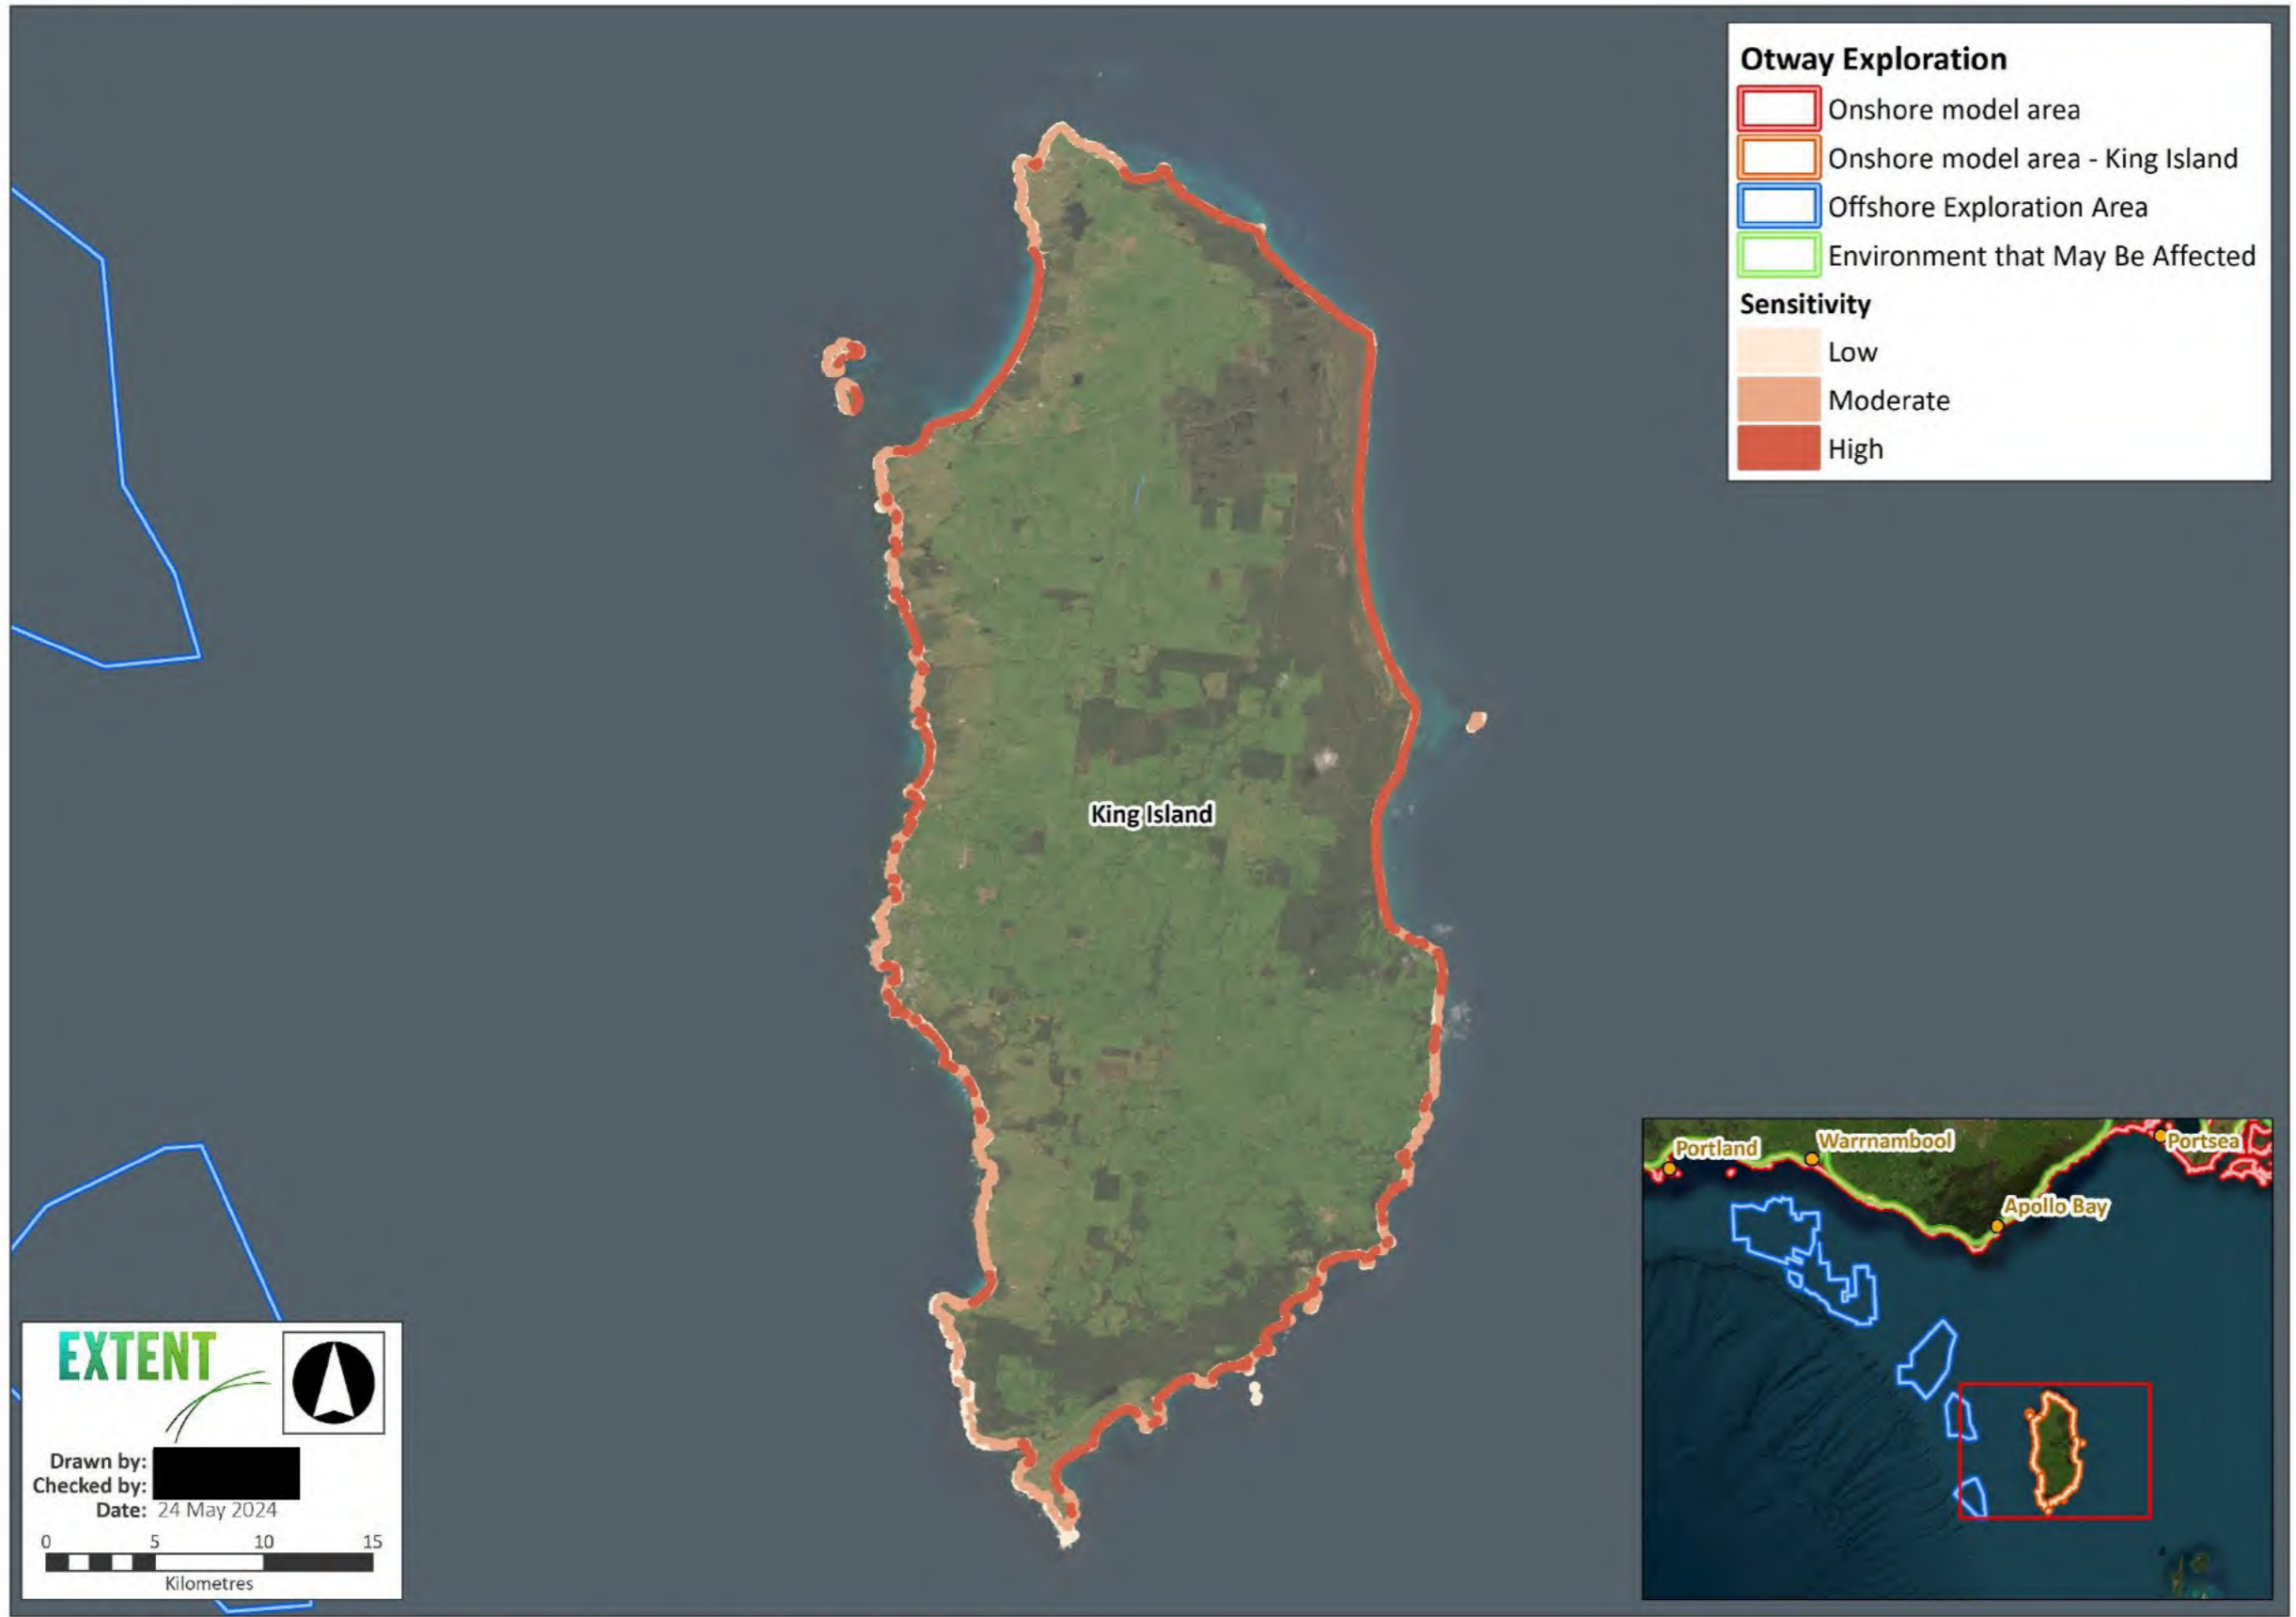 Otway Exploration
Onshore model area
Onshore model area - King Island
Offshore Exploration Area
Environment that May Be Affected
Sensitivity
Low
Moderate
High
King Island
Portland
Warrnambool
Portsea
Apollo Bay
EXTENT
Drawn by:
Checked by:
Date: 24 May 2024
0 5 10 15
Kilometres